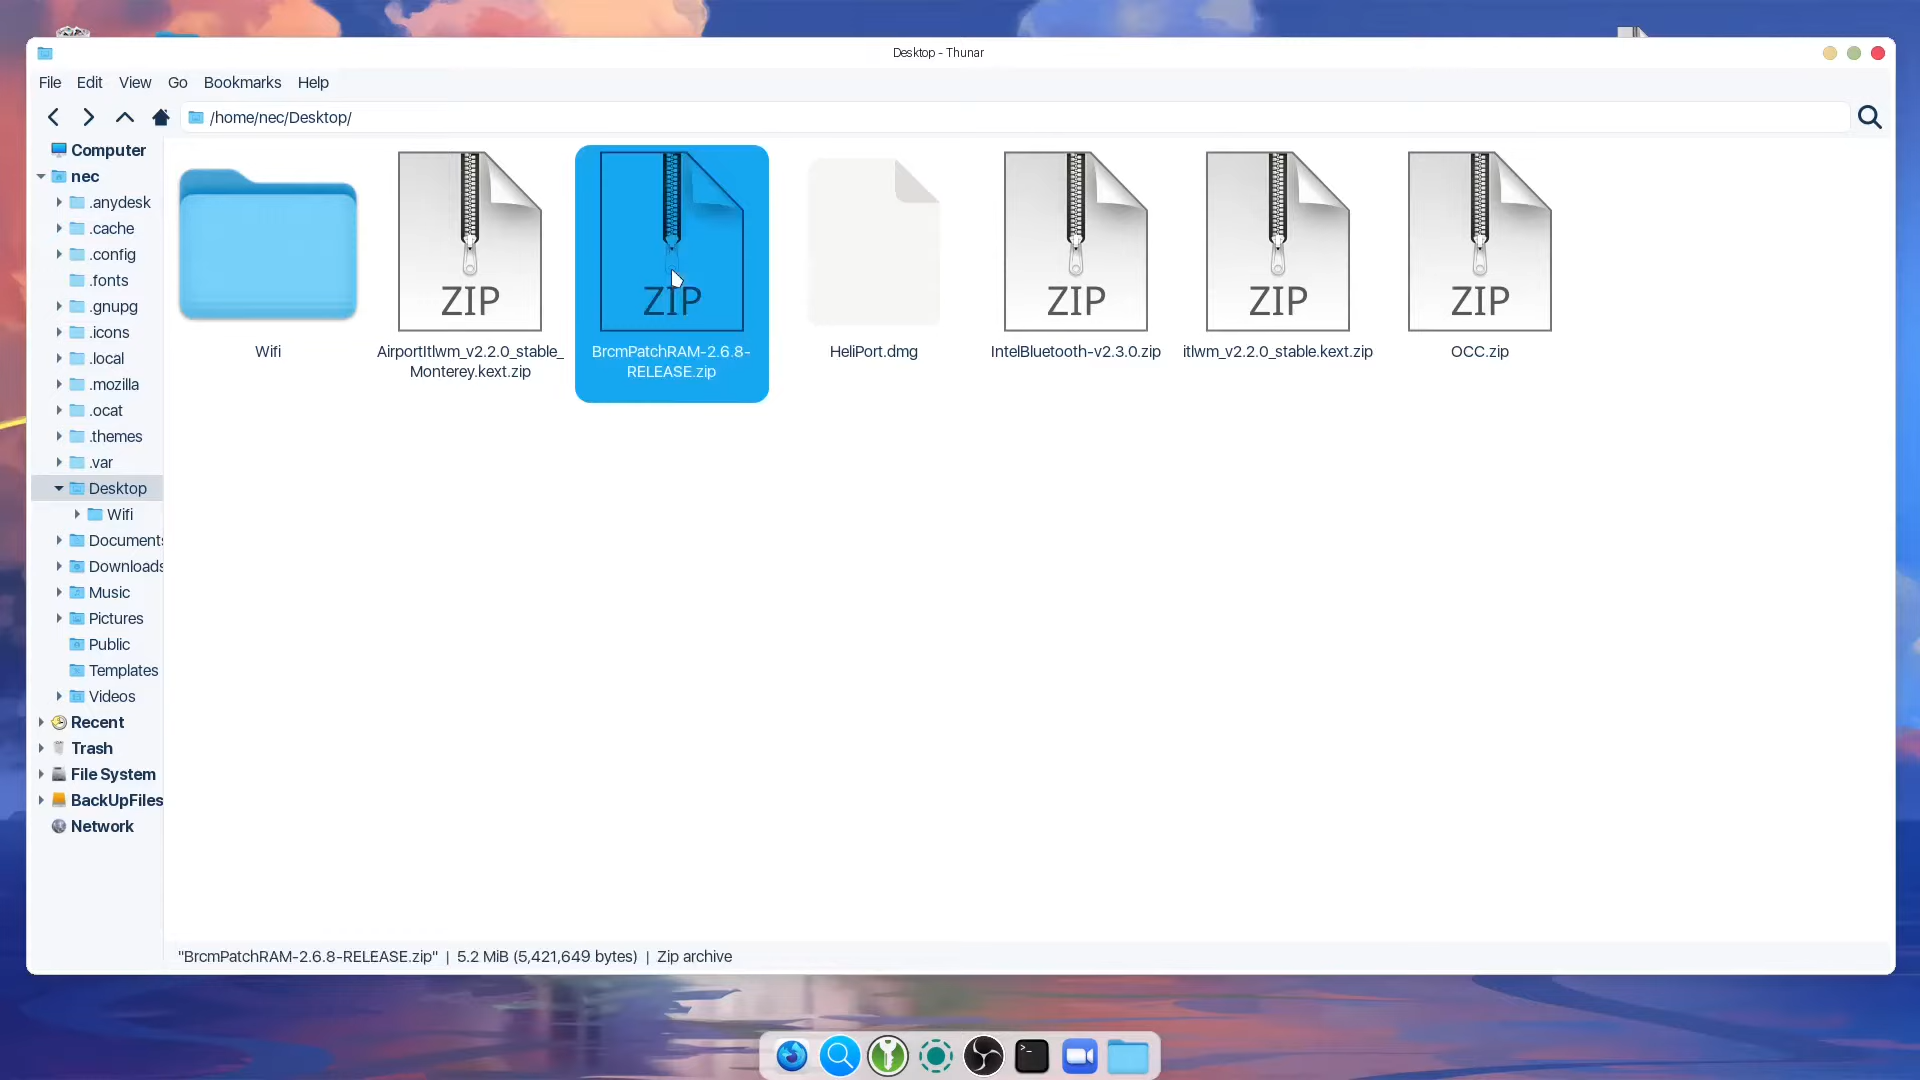 Desktop - Thunar
File Edit View Go Bookmarks Help
/home/nec/Desktop/
Computer
nec
.anydesk
.cache
.config
.fonts
.gnupg
.icons
.local
.mozilla
.ocat
.themes
.var
Desktop
Wifi
Documents
Downloads
Music
Pictures
Public
Templates
Videos
Recent
Trash
File System
BackUpFiles
Network
ZIP ZIP ZIP ZIP ZIP
Wifi
AirportItlwm_v2.2.0_stable_
Monterey.kext.zip
BrcmPatchRAM-2.6.8-
RELEASE.zip
HeliPort.dmg
IntelBluetooth-v2.3.0.zip
itlwm_v2.2.0_stable.kext.zip
OCC.zip
"BrcmPatchRAM-2.6.8-RELEASE.zip" | 5.2 MiB (5,421,649 bytes) | Zip archive
>_